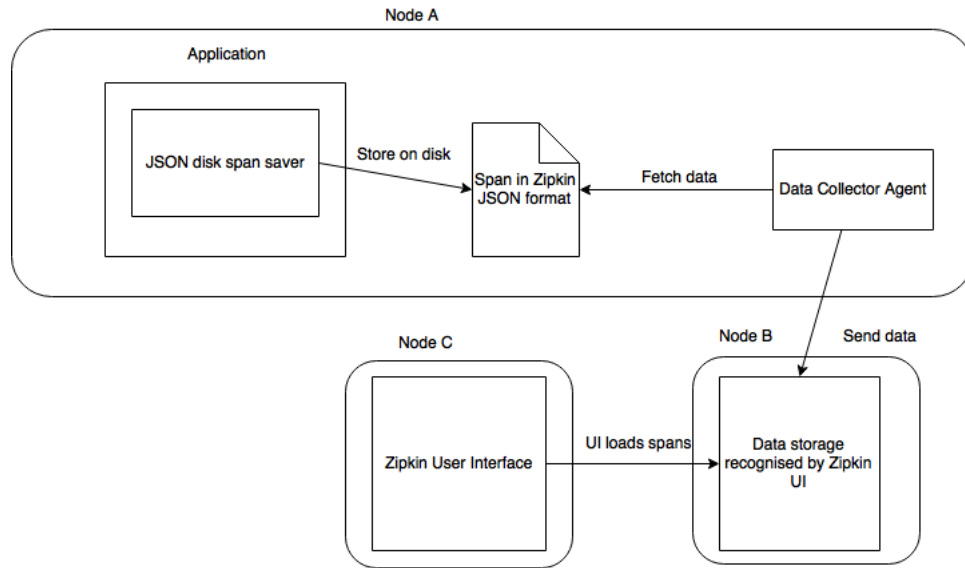 Node A
Application
JSON disk span saver
Store on disk
Span in Zipkin
JSON format
Fetch data
Data Collector Agent
Node C
Node B
Send data
Zipkin User Interface
UI loads spans
Data storage
recognised by Zipkin
UI